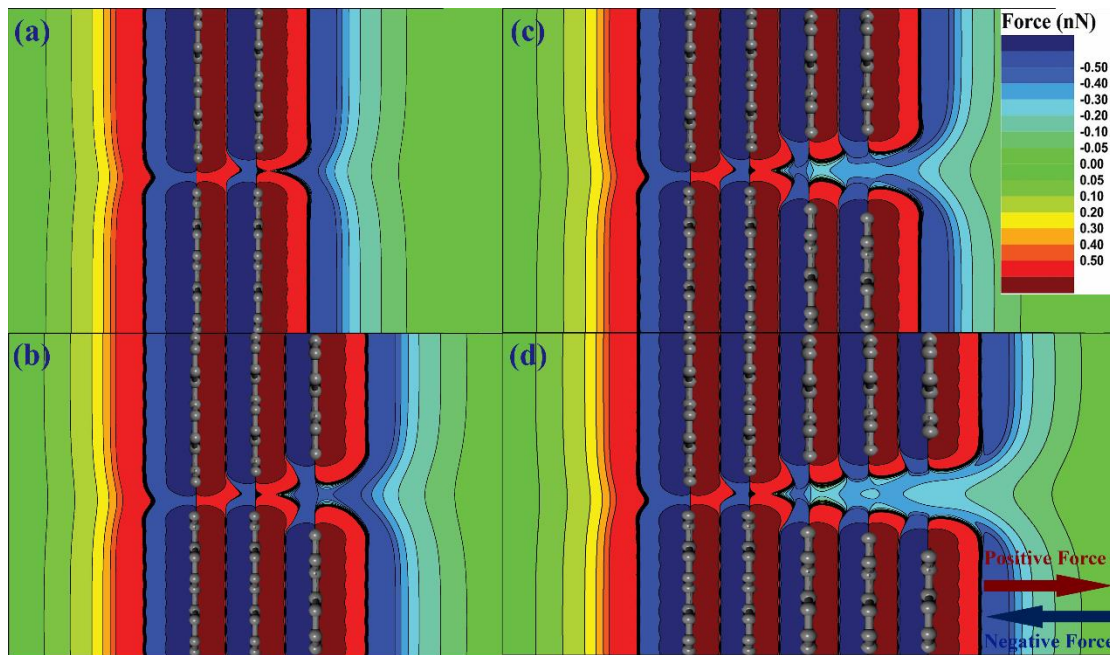 (a)
(c)
Force (nN)
-0.50
-0.40
-0.30
-0.20
-0.10
-0.05
0.00
0.05
0.10
0.20
0.30
0.40
0.50
(b)
(d)
Positive Force
Negative Force